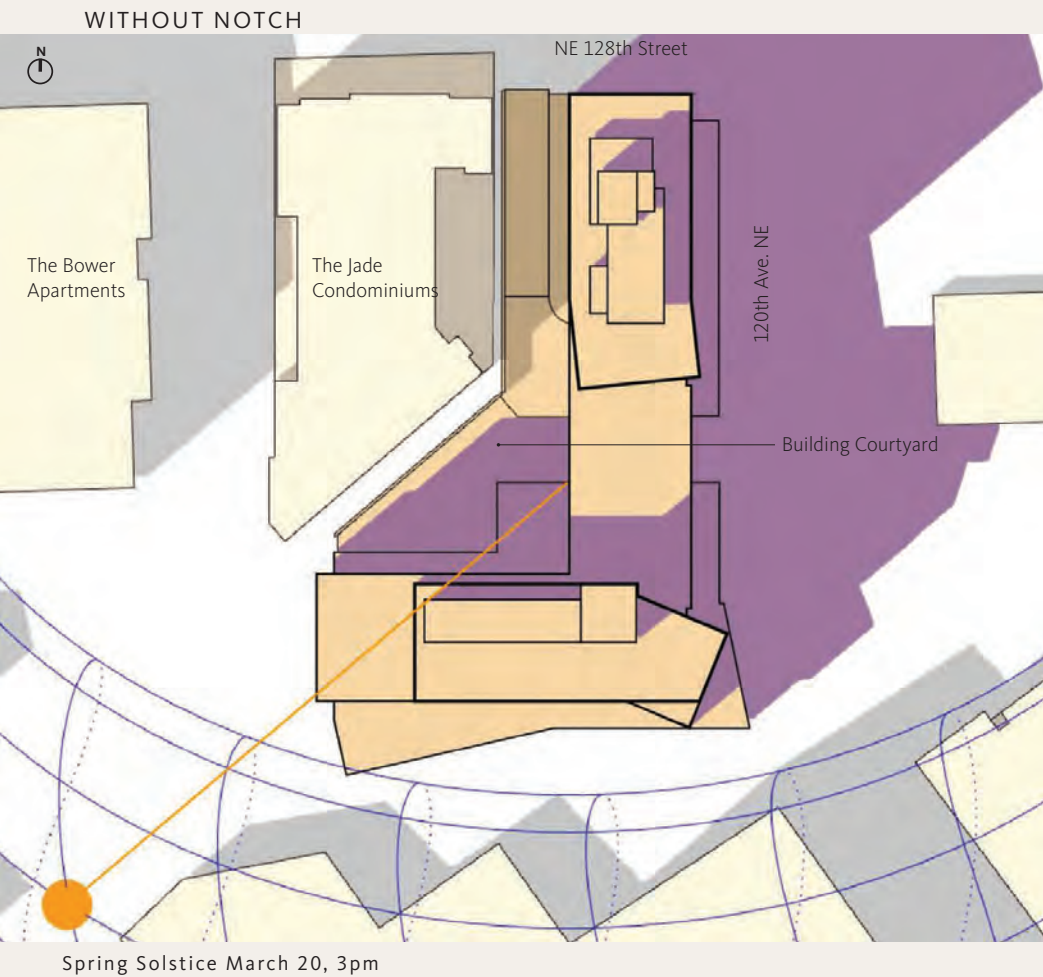 WITHOUT NOTCH
N
NE 128th Street
The Bower
Apartments
The Jade
Condominiums
120th Ave. NE
Building Courtyard
Spring Solstice March 20, 3pm